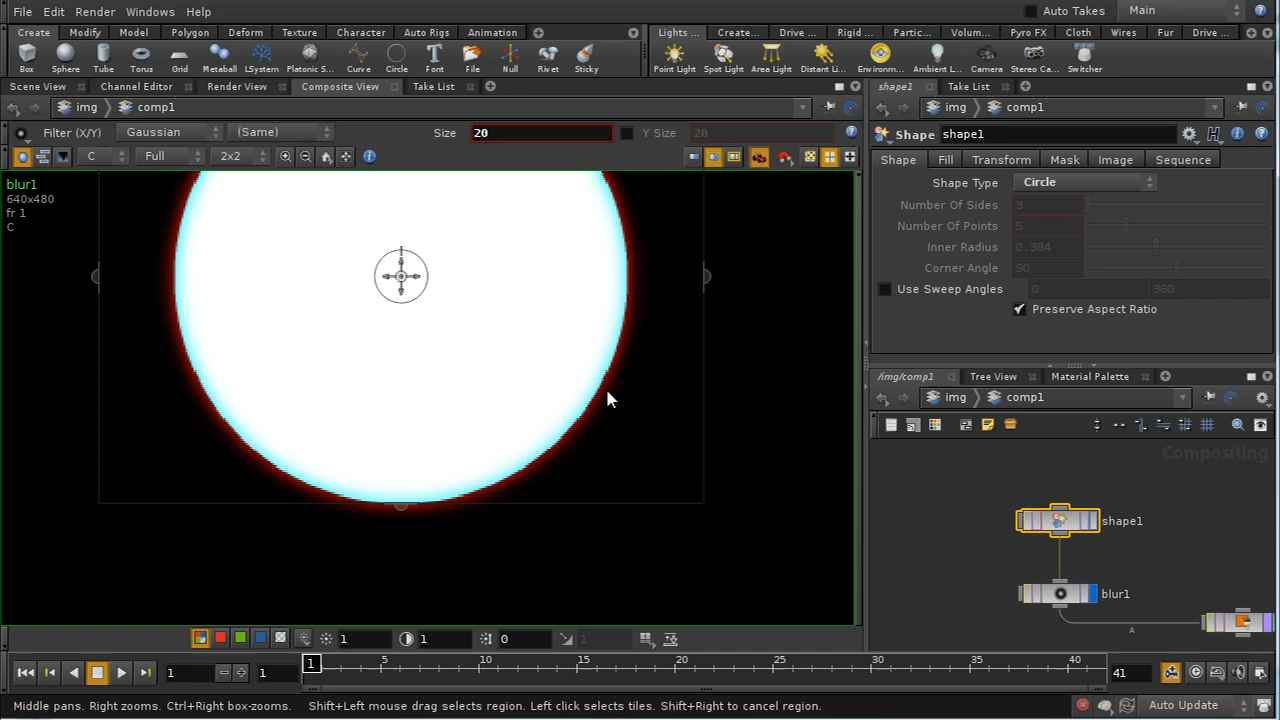 File Edit Render Windows Help Auto Takes Main
Create Modify Model Polygon Deform Texture Character Auto Rigs Animation Lights ... Create... Drive ... Rigid ... Partic... Volum... Pyro FX Cloth Wires Fur Drive ...
Box Sphere Tube Torus Grid Metaball LSystem Platonic S... Curve Circle Font File Null Rivet Sticky Point Light Spot Light Area Light Distant Li... Environm... Ambient L... Camera Stereo Ca... Switcher
Scene View Channel Editor Render View Composite View Take List shape1 Take List
img comp1 img comp1
Filter (X/Y) Gaussian (Same) Size 20 Y Size 20 Shape shape1
C Full 2x2 Shape Fill Transform Mask Image Sequence
blur1
640x480
fr 1
C
Shape Type Circle
Number Of Sides 3
Number Of Points 5
Inner Radius 0.384
Corner Angle 90
Use Sweep Angles 0 360
Preserve Aspect Ratio
/img/comp1 Tree View Material Palette
img comp1
Compositing
shape1
blur1
A
1 1 0 1
1 1 1 5 10 15 20 25 30 35 40 41
Middle pans. Right zooms. Ctrl+Right box-zooms. Shift+Left mouse drag selects region. Left click selects tiles. Shift+Right to cancel region. Auto Update